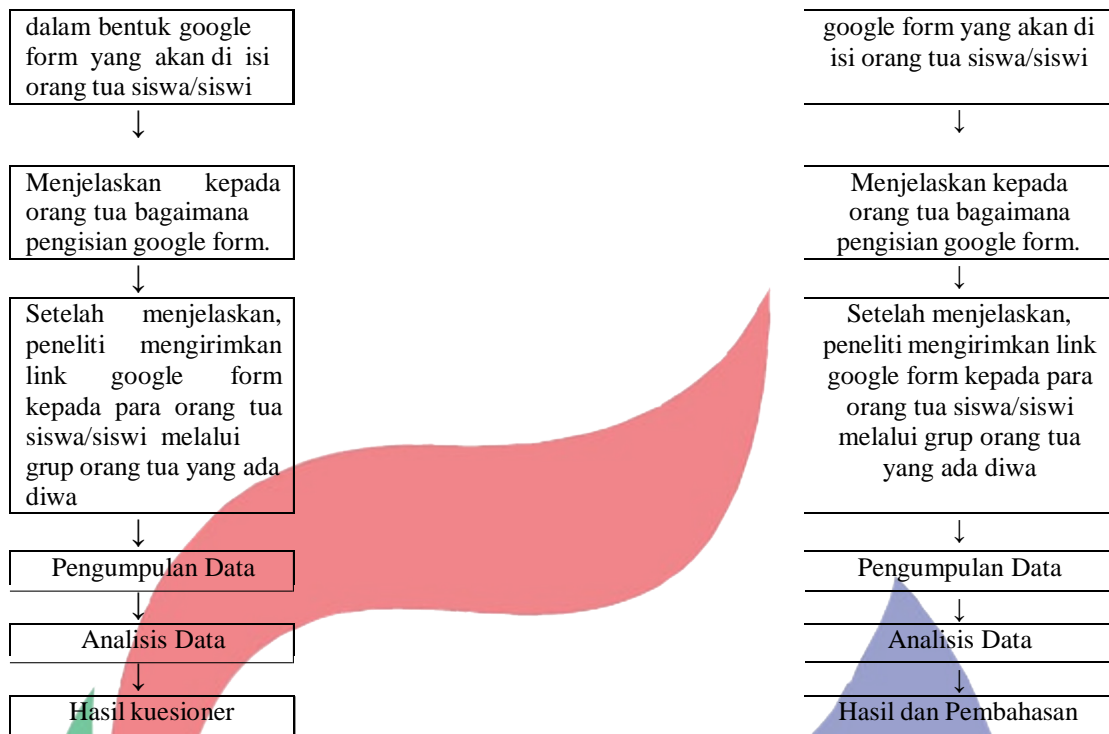 dalam bentuk google
form yang akan di isi
orang tua siswa/siswi
↓
Menjelaskan kepada
orang tua bagaimana
pengisian google form.
↓
Setelah menjelaskan,
peneliti mengirimkan
link google form
kepada para orang tua
siswa/siswi melalui
grup orang tua yang ada
diwa
↓
Pengumpulan Data
↓
Analisis Data
↓
Hasil kuesioner
google form yang akan di
isi orang tua siswa/siswi
↓
Menjelaskan kepada
orang tua bagaimana
pengisian google form.
↓
Setelah menjelaskan,
peneliti mengirimkan link
google form kepada para
orang tua siswa/siswi
melalui grup orang tua
yang ada diwa
↓
Pengumpulan Data
↓
Analisis Data
↓
Hasil dan Pembahasan